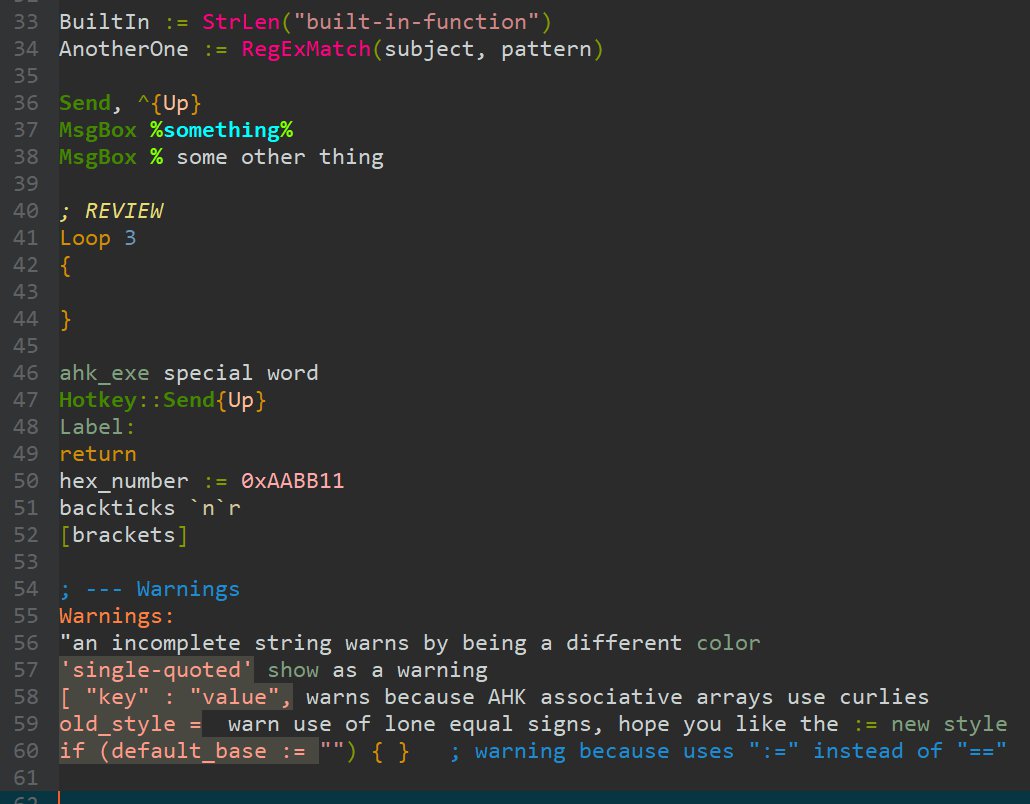 33 BuiltIn := StrLen("built-in-function")
34 AnotherOne := RegExMatch(subject, pattern)
35
36 Send, ^{Up}
37 MsgBox %something%
38 MsgBox % some other thing
39
40 ; REVIEW
41 Loop 3
42 {
43
44 }
45
46 ahk_exe special word
47 Hotkey::Send{Up}
48 Label:
49 return
50 hex_number := 0xAABB11
51 backticks `n`r
52 [brackets]
53
54 ; --- Warnings
55 Warnings:
56 "an incomplete string warns by being a different color
57 'single-quoted' show as a warning
58 [ "key" : "value", warns because AHK associative arrays use curlies
59 old_style =  warn use of lone equal signs, hope you like the := new style
60 if (default_base := "") { }   ; warning because uses ":=" instead of "=="
61